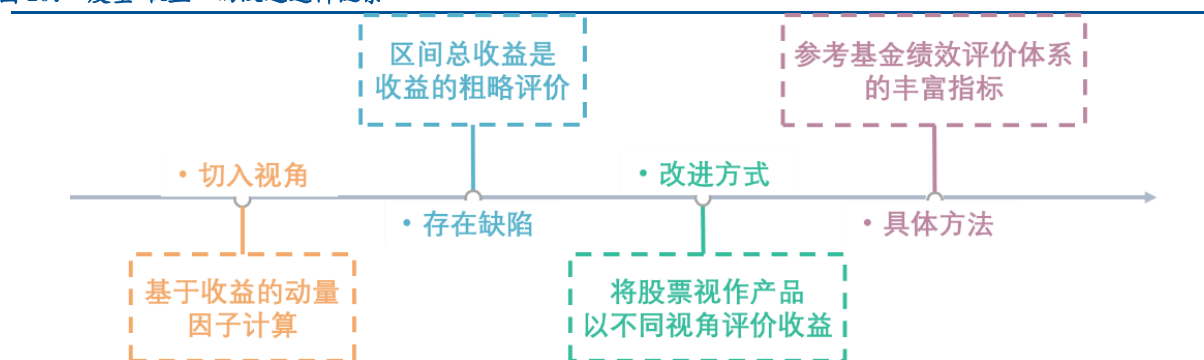 区间总收益是
收益的粗略评价
参考基金绩效评价体系
的丰富指标
• 切入视角
• 改进方式
• 存在缺陷
• 具体方法
基于收益的动量
因子计算
将股票视作产品
以不同视角评价收益